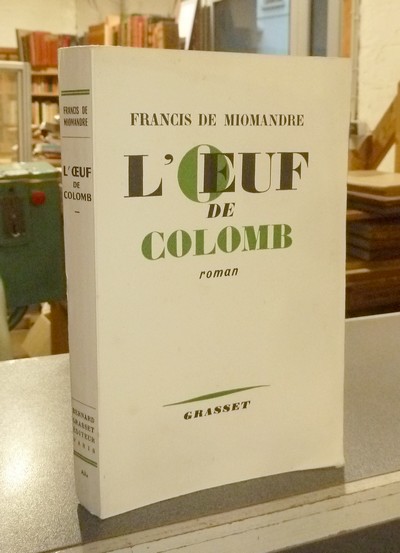 FRANCIS DE MIOMANDRE
L'ŒUF
DE
COLOMB
roman
GRASSET
FRANCIS DE
MIOMANDRE
L'ŒUF
DE
COLOMB
BERNARD
GRASSET
ÉDITEUR
PARIS